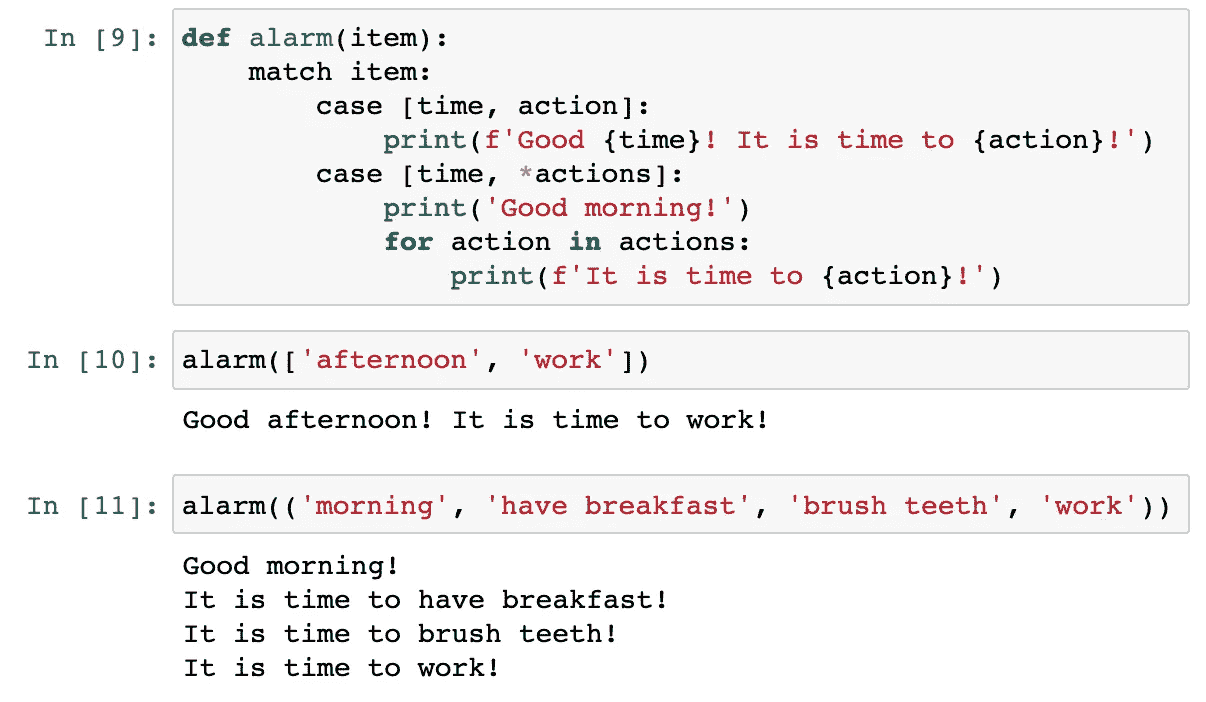 In [9]: def alarm(item):
    match item:
        case [time, action]:
            print(f'Good {time}! It is time to {action}!')
        case [time, *actions]:
            print('Good morning!')
            for action in actions:
                print(f'It is time to {action}!')
In [10]: alarm(['afternoon', 'work'])
Good afternoon! It is time to work!
In [11]: alarm(('morning', 'have breakfast', 'brush teeth', 'work'))
Good morning!
It is time to have breakfast!
It is time to brush teeth!
It is time to work!